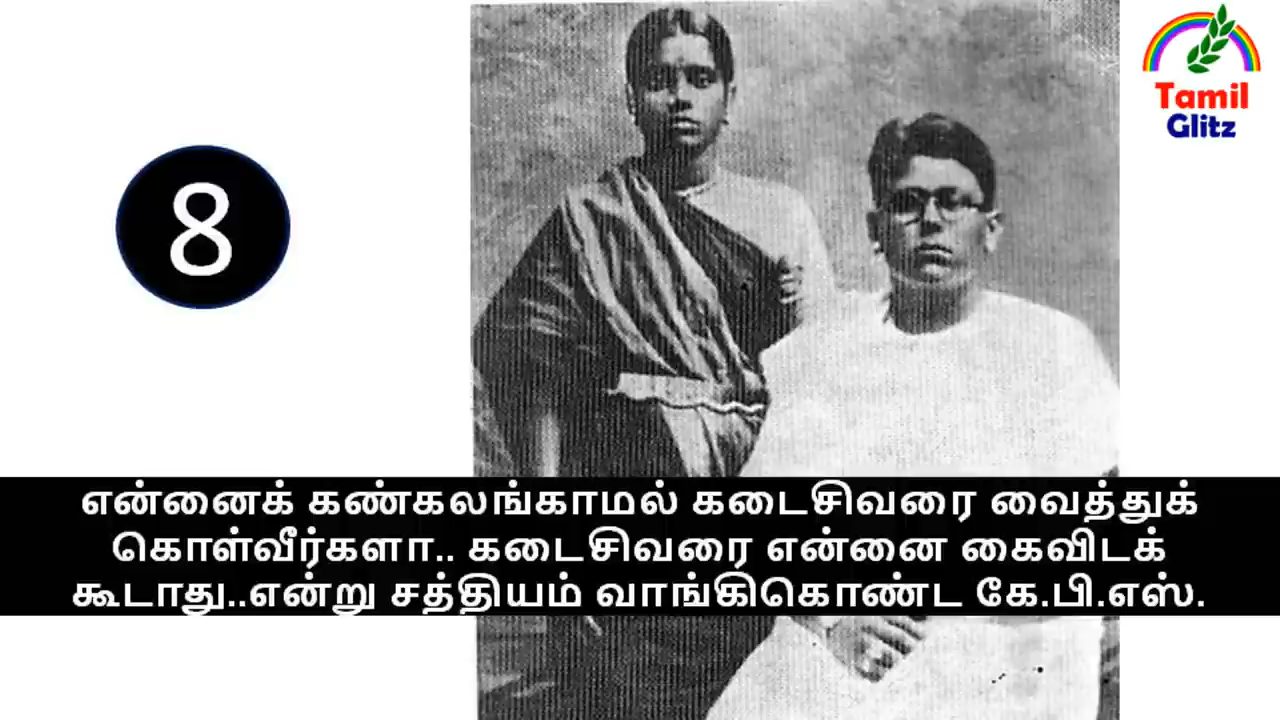 Tamil
Glitz
8
என்னைக் கண்கலங்காமல் கடைசிவரை வைத்துக்
கொள்வீர்களா.. கடைசிவரை என்னை கைவிடக்
கூடாது..என்று சத்தியம் வாங்கிகொண்ட கே.பி.எஸ்.